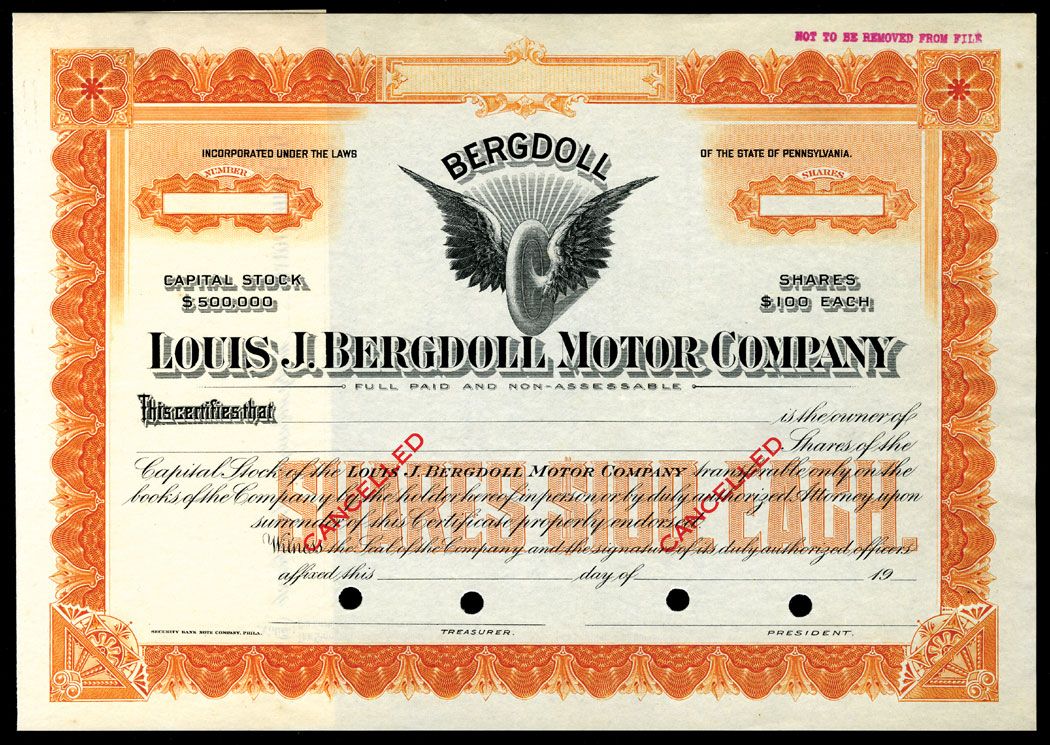 NOT TO BE REMOVED FROM FILE
BERGDOLL
INCORPORATED UNDER THE LAWS OF THE STATE OF PENNSYLVANIA.
NUMBER SHARES
CAPITAL STOCK SHARES
$500,000 $100 EACH
LOUIS J. BERGDOLL MOTOR COMPANY
FULL PAID AND NON-ASSESSABLE
This certifies that is the owner of
Shares of the
Capital Stock of the LOUIS J. BERGDOLL MOTOR COMPANY transferable only on the
books of the Company by the holder hereof in person or by duly authorized Attorney upon
surrender of this Certificate properly endorsed.
Witness the Seal of the Company and the signatures of its duly authorized officers
affixed this day of 19
SHARES $100 EACH.
CANCELLED CANCELLED
SECURITY BANK NOTE COMPANY, PHILA. TREASURER. PRESIDENT.